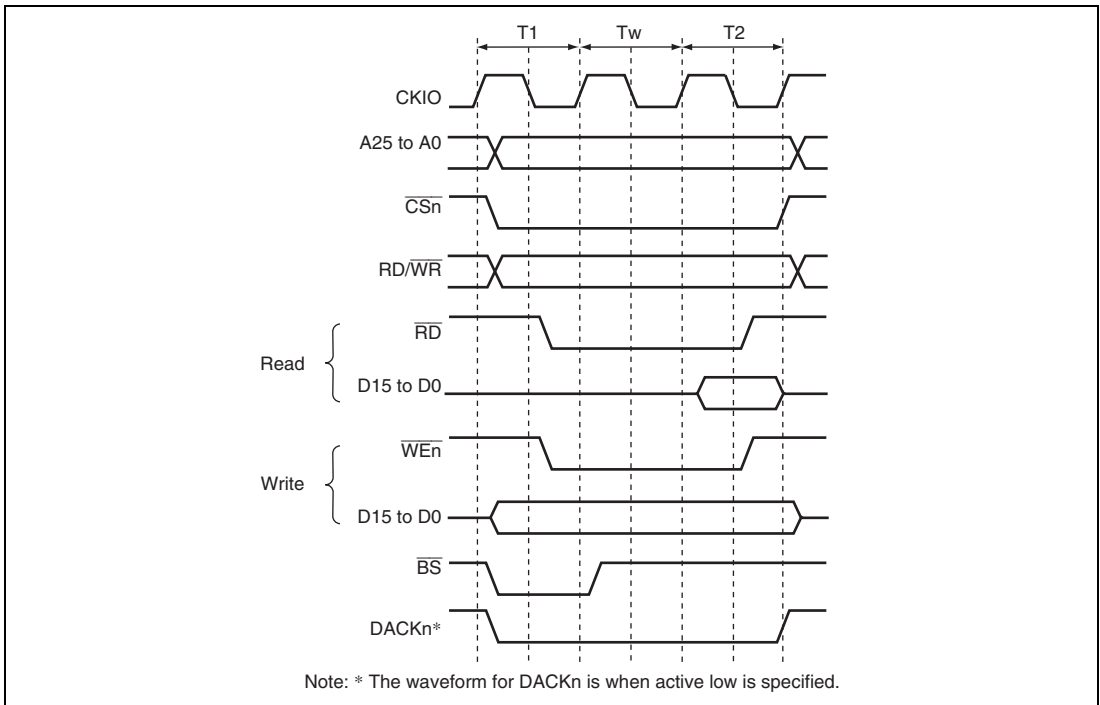 T1 Tw T2
CKIO
A25 to A0
CSn
RD/WR
RD
Read
D15 to D0
WEn
Write
D15 to D0
BS
DACKn*
Note: * The waveform for DACKn is when active low is specified.